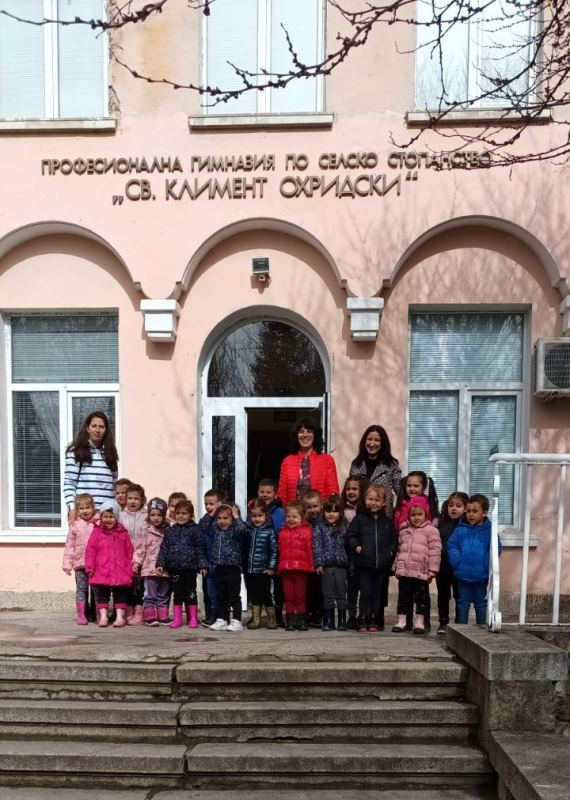 ПРОФЕСИОНАЛНА ГИМНАЗИЯ ПО СЕЛСКО СТОПАНСТВО
„СВ. КЛИМЕНТ ОХРИДСКИ“